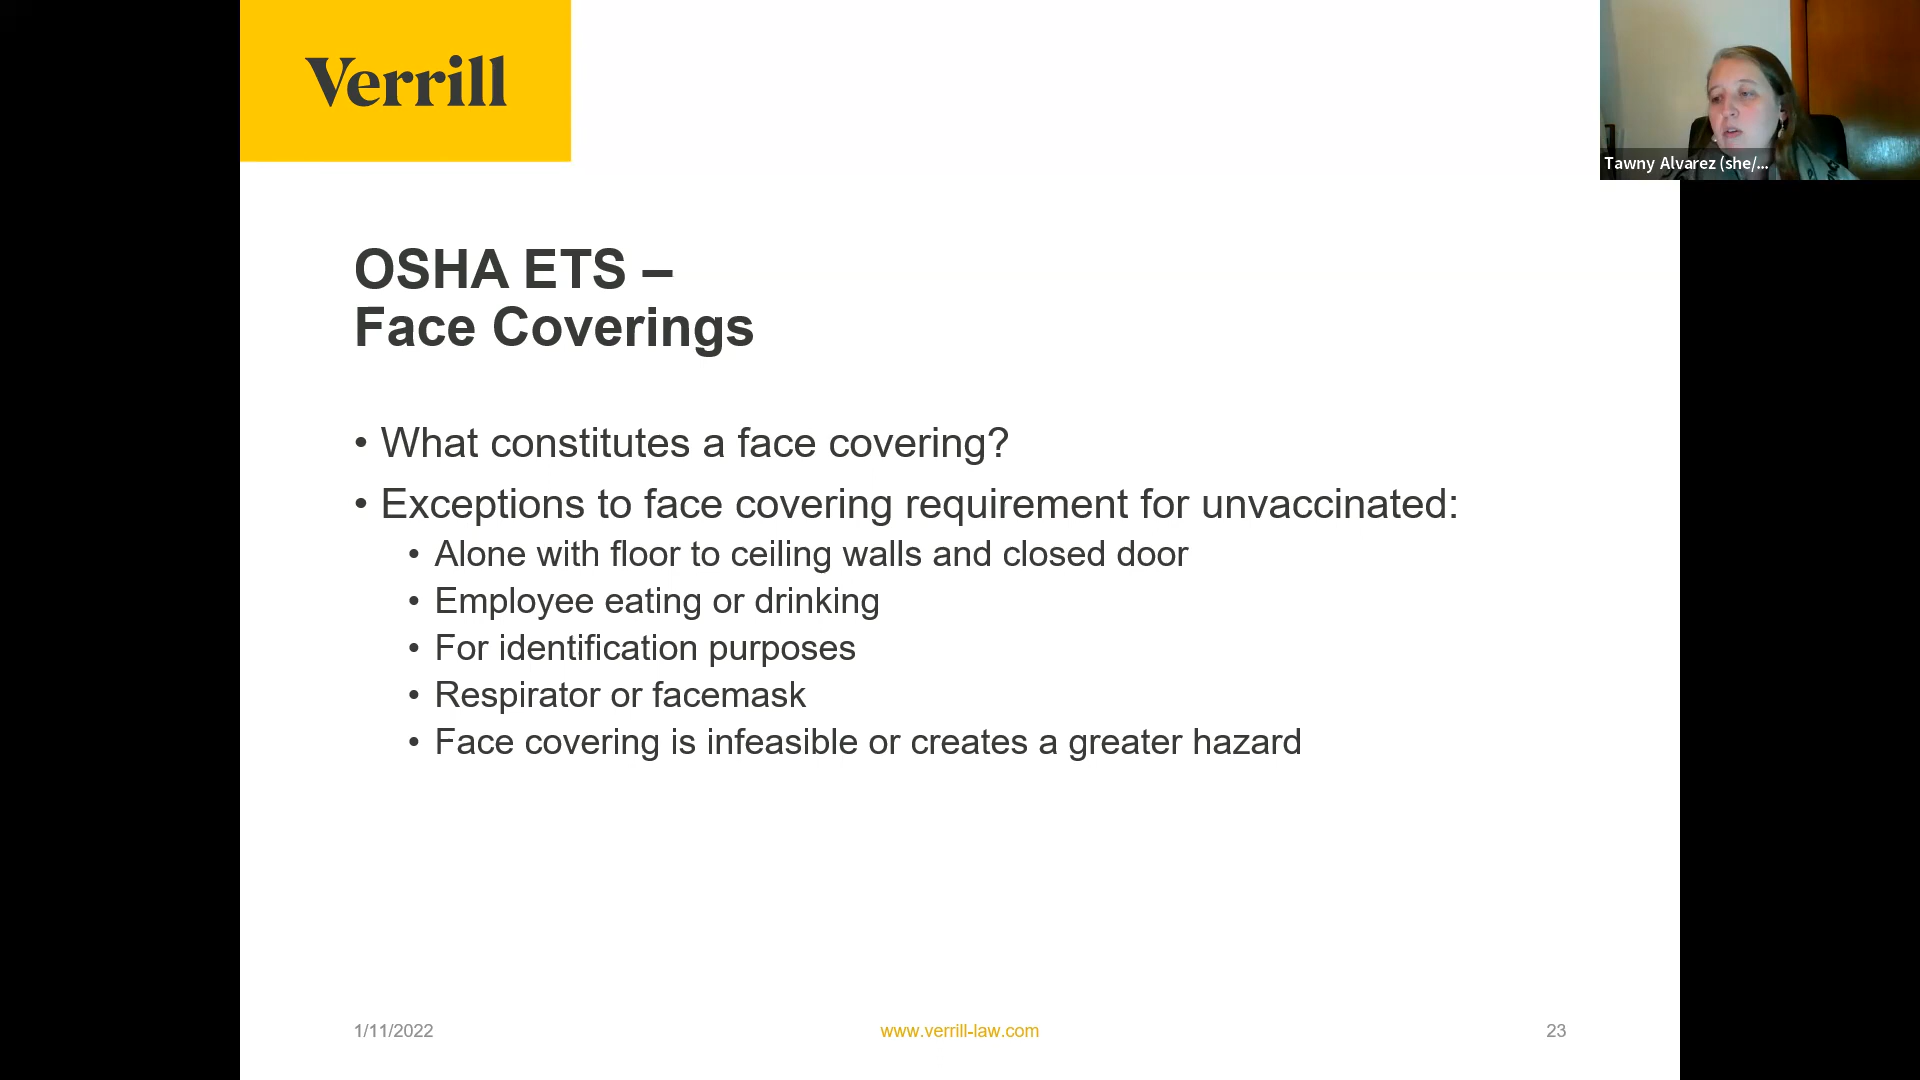 Verrill
Tawny Alvarez (she/...
OSHA ETS –
Face Coverings
• What constitutes a face covering?
• Exceptions to face covering requirement for unvaccinated:
• Alone with floor to ceiling walls and closed door
• Employee eating or drinking
• For identification purposes
• Respirator or facemask
• Face covering is infeasible or creates a greater hazard
1/11/2022
www.verrill-law.com
23